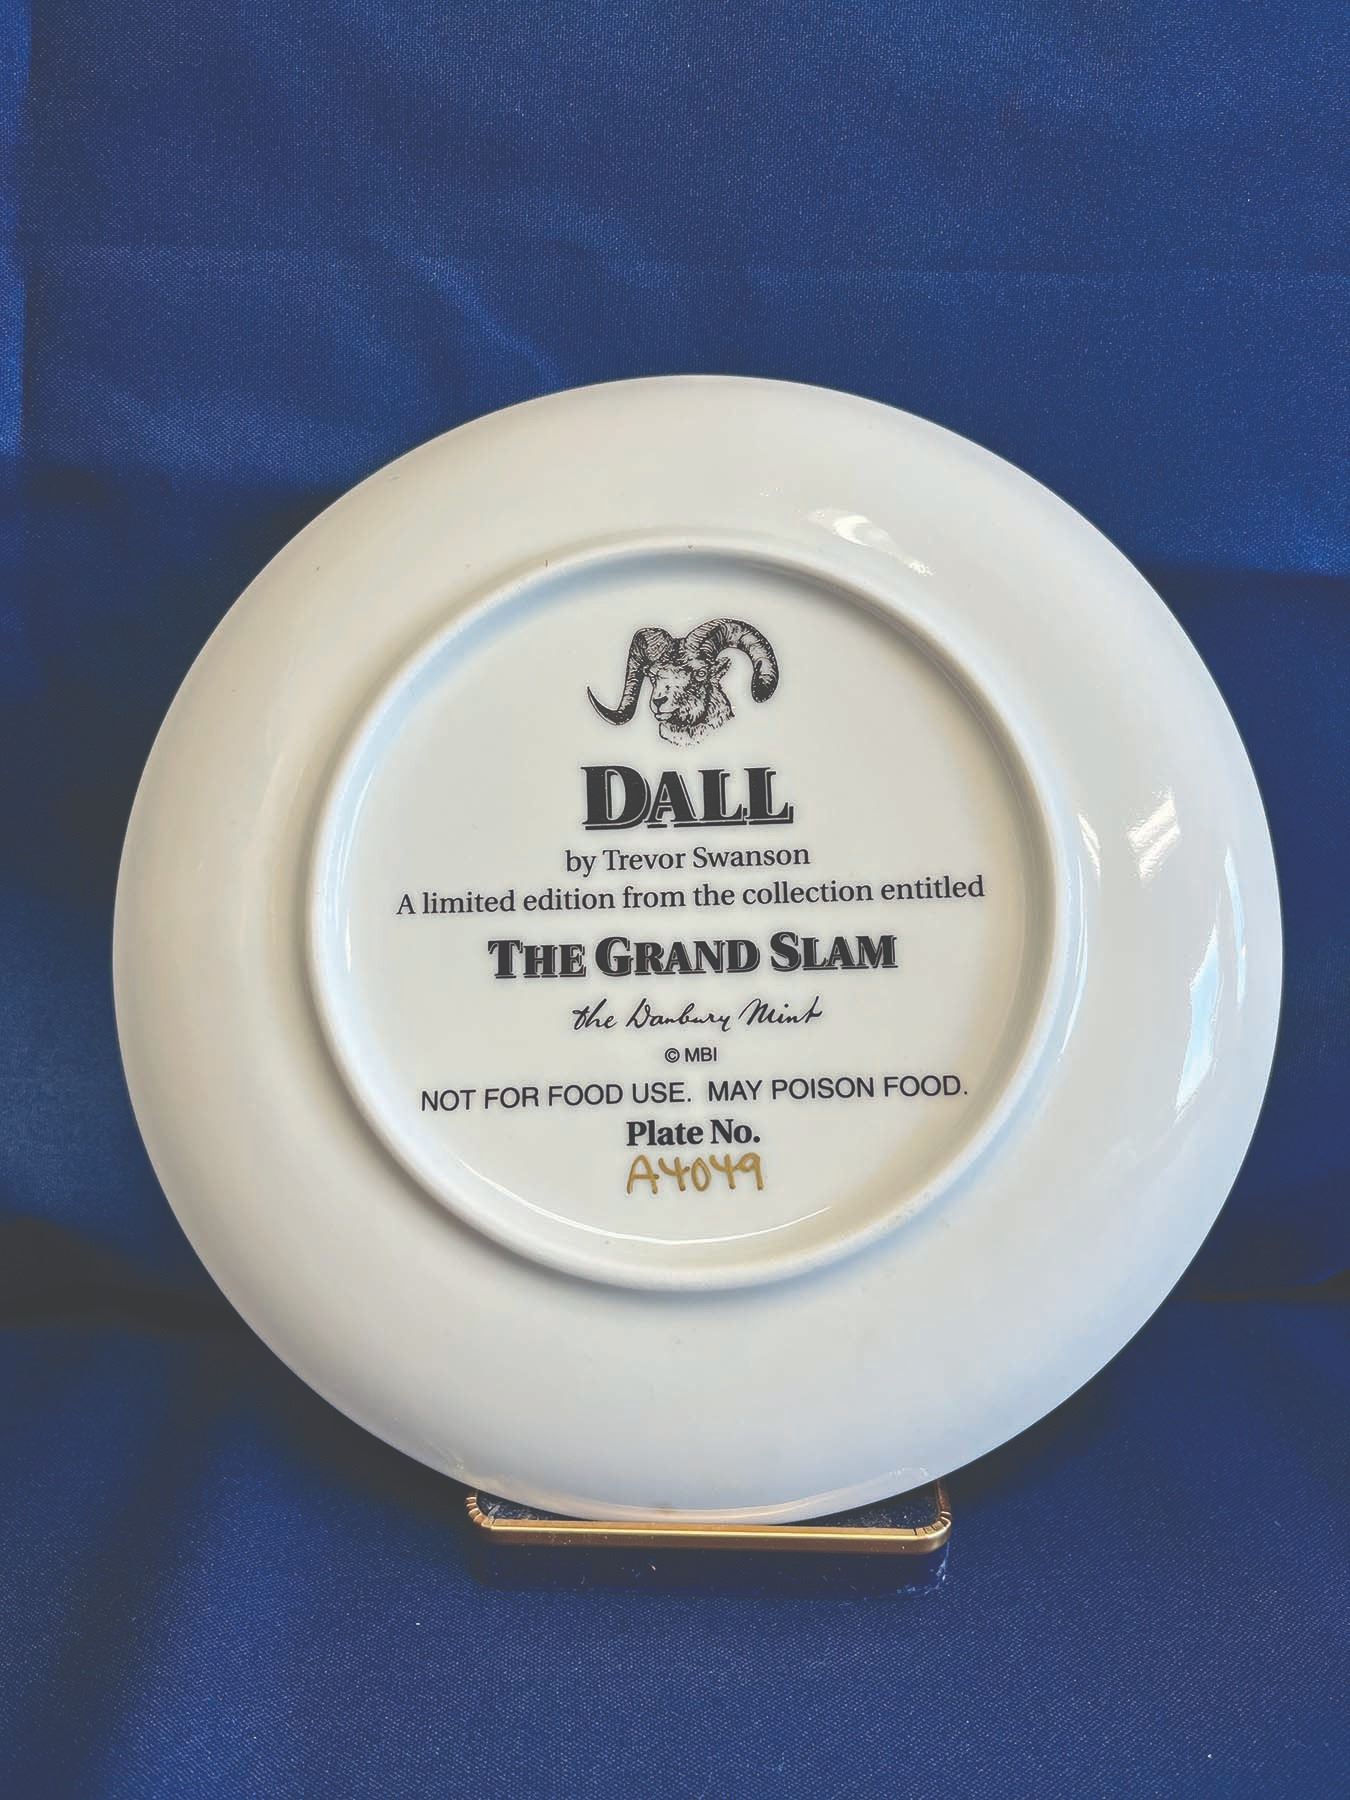 DALL
by Trevor Swanson
A limited edition from the collection entitled
THE GRAND SLAM
the Danbury Mint
© MBI
NOT FOR FOOD USE. MAY POISON FOOD.
Plate No.
A4049